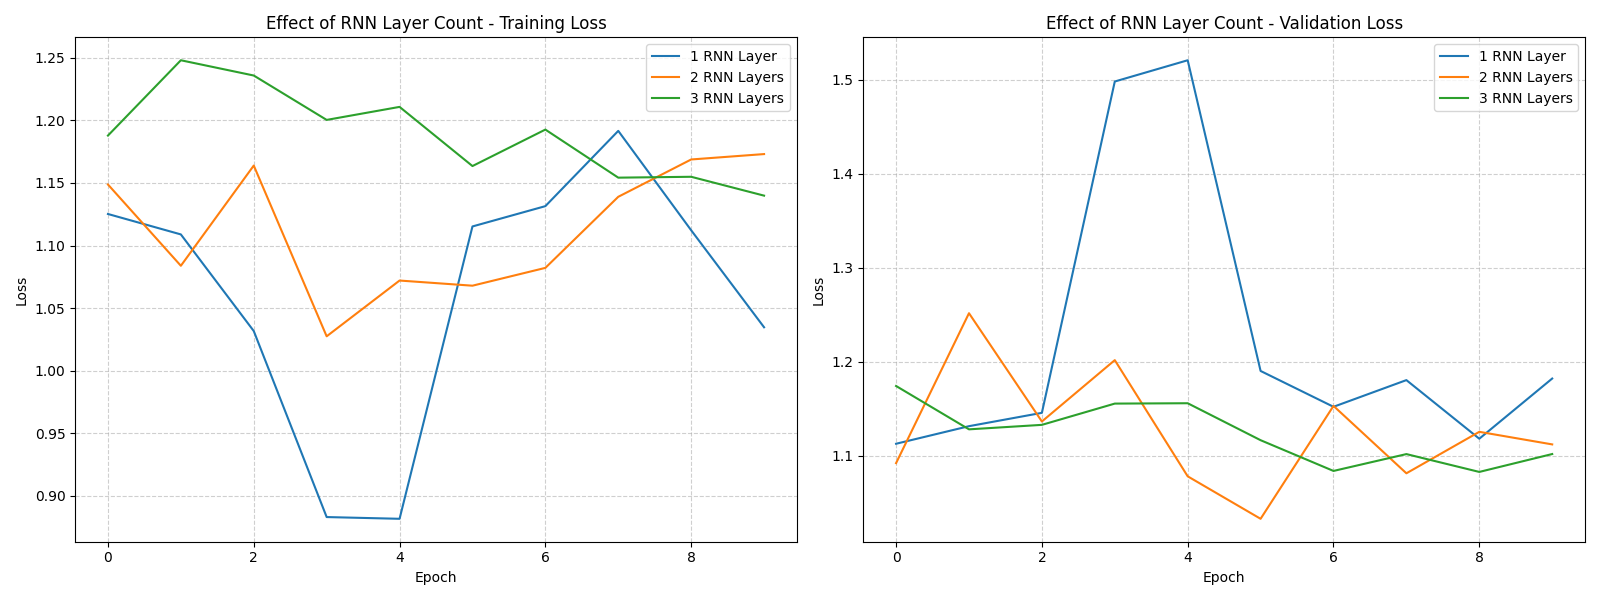 Effect of RNN Layer Count - Training Loss
1.25
1.20
1.15
1.10
1.05
1.00
0.95
0.90
Loss
0 2 4 6 8
Epoch
1 RNN Layer
2 RNN Layers
3 RNN Layers
Effect of RNN Layer Count - Validation Loss
1.5
1.4
1.3
1.2
1.1
Loss
0 2 4 6 8
Epoch
1 RNN Layer
2 RNN Layers
3 RNN Layers